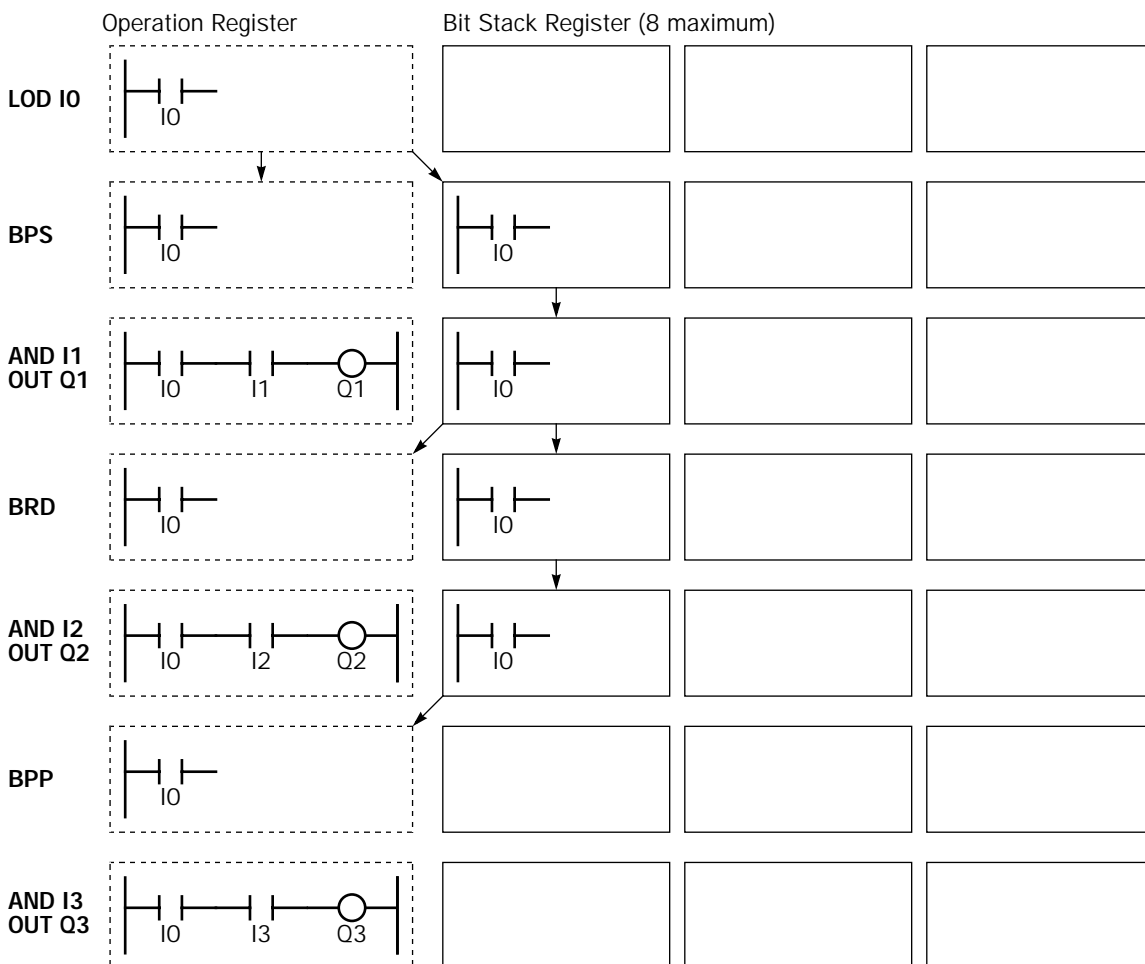 Operation Register
Bit Stack Register (8 maximum)
LOD I0
I0
BPS
I0
I0
AND I1
OUT Q1
I0 I1 Q1
I0
BRD
I0
I0
AND I2
OUT Q2
I0 I2 Q2
I0
BPP
I0
AND I3
OUT Q3
I0 I3 Q3